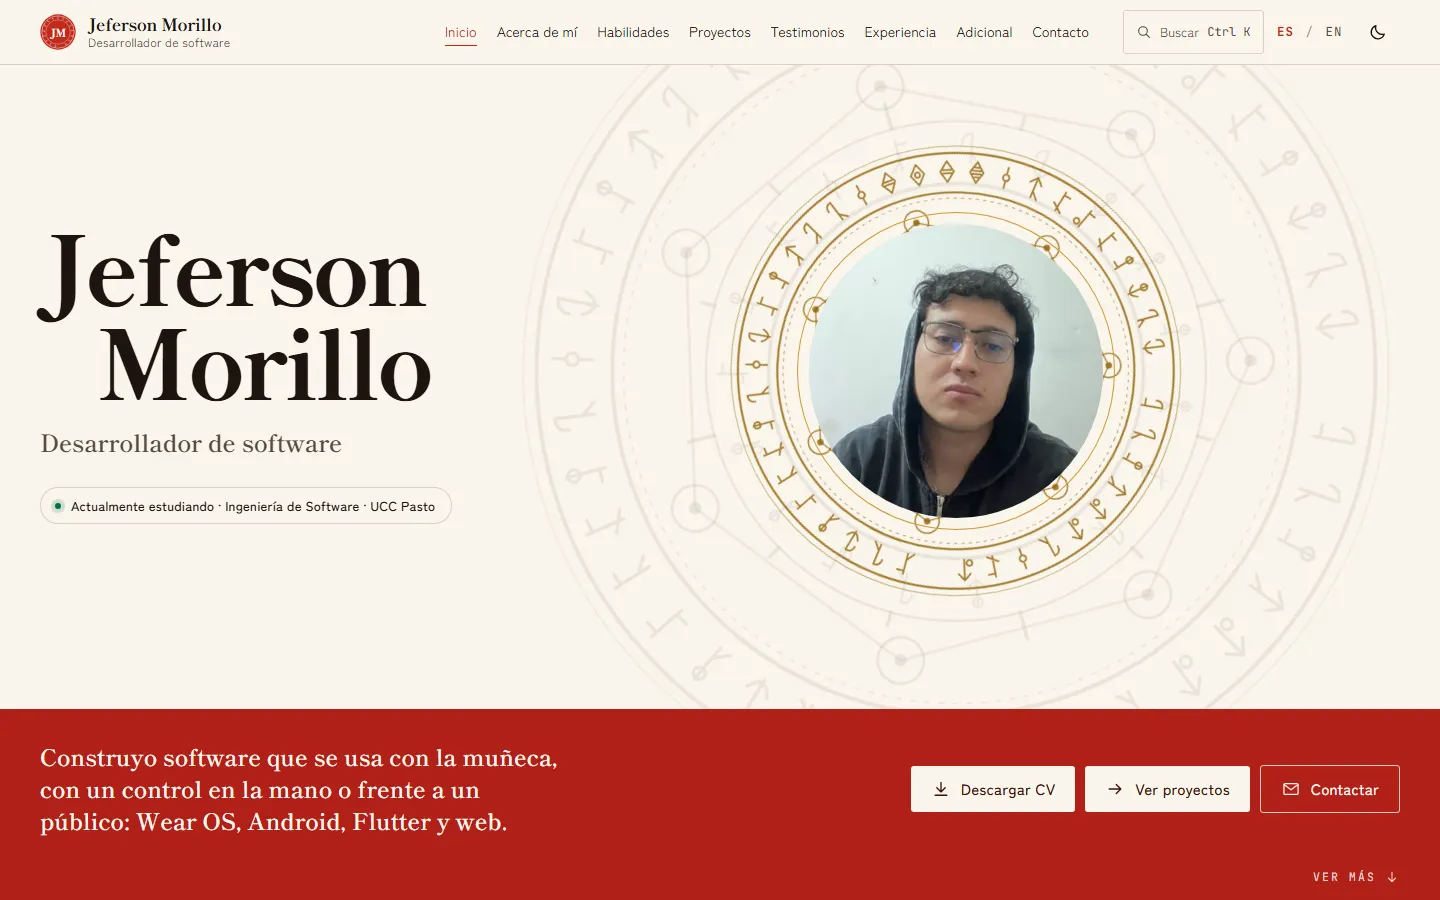 JM
Jeferson Morillo
Desarrollador de software
Inicio
Acerca de mí
Habilidades
Proyectos
Testimonios
Experiencia
Adicional
Contacto
Buscar Ctrl K
ES / EN
Jeferson
Morillo
Desarrollador de software
Actualmente estudiando · Ingeniería de Software · UCC Pasto
Construyo software que se usa con la muñeca,
con un control en la mano o frente a un
público: Wear OS, Android, Flutter y web.
Descargar CV
Ver proyectos
Contactar
VER MÁS ↓